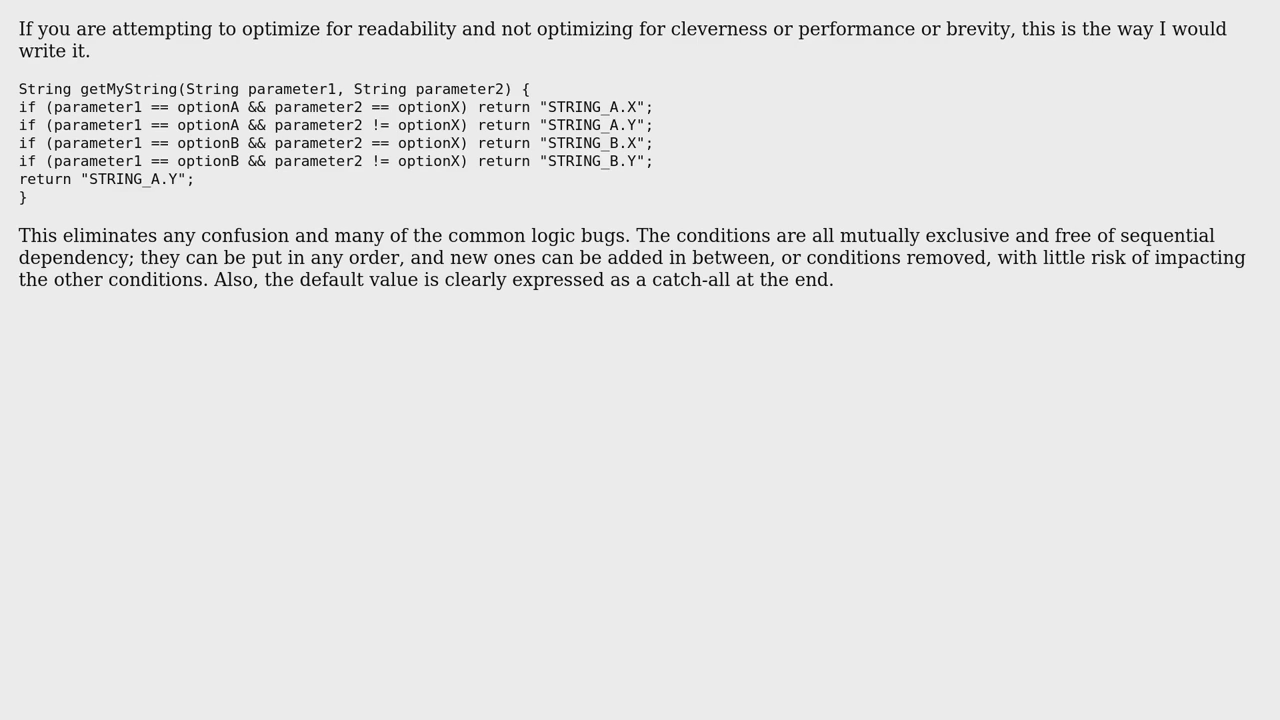 If you are attempting to optimize for readability and not optimizing for cleverness or performance or brevity, this is the way I would
write it.
String getMyString(String parameter1, String parameter2) {
if (parameter1 == optionA && parameter2 == optionX) return "STRING_A.X";
if (parameter1 == optionA && parameter2 != optionX) return "STRING_A.Y";
if (parameter1 == optionB && parameter2 == optionX) return "STRING_B.X";
if (parameter1 == optionB && parameter2 != optionX) return "STRING_B.Y";
return "STRING_A.Y";
}
This eliminates any confusion and many of the common logic bugs. The conditions are all mutually exclusive and free of sequential
dependency; they can be put in any order, and new ones can be added in between, or conditions removed, with little risk of impacting
the other conditions. Also, the default value is clearly expressed as a catch-all at the end.